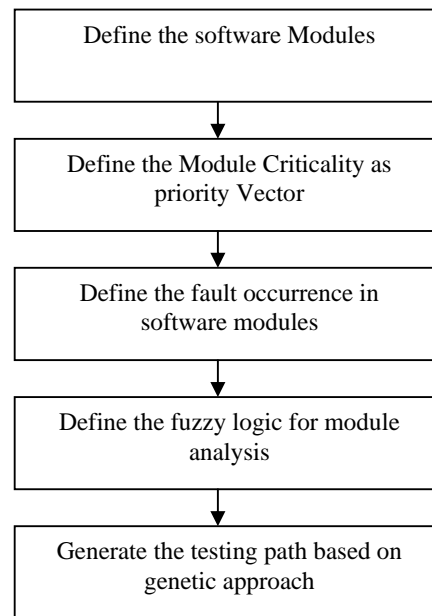 Define the software Modules
Define the Module Criticality as
priority Vector
Define the fault occurrence in
software modules
Define the fuzzy logic for module
analysis
Generate the testing path based on
genetic approach